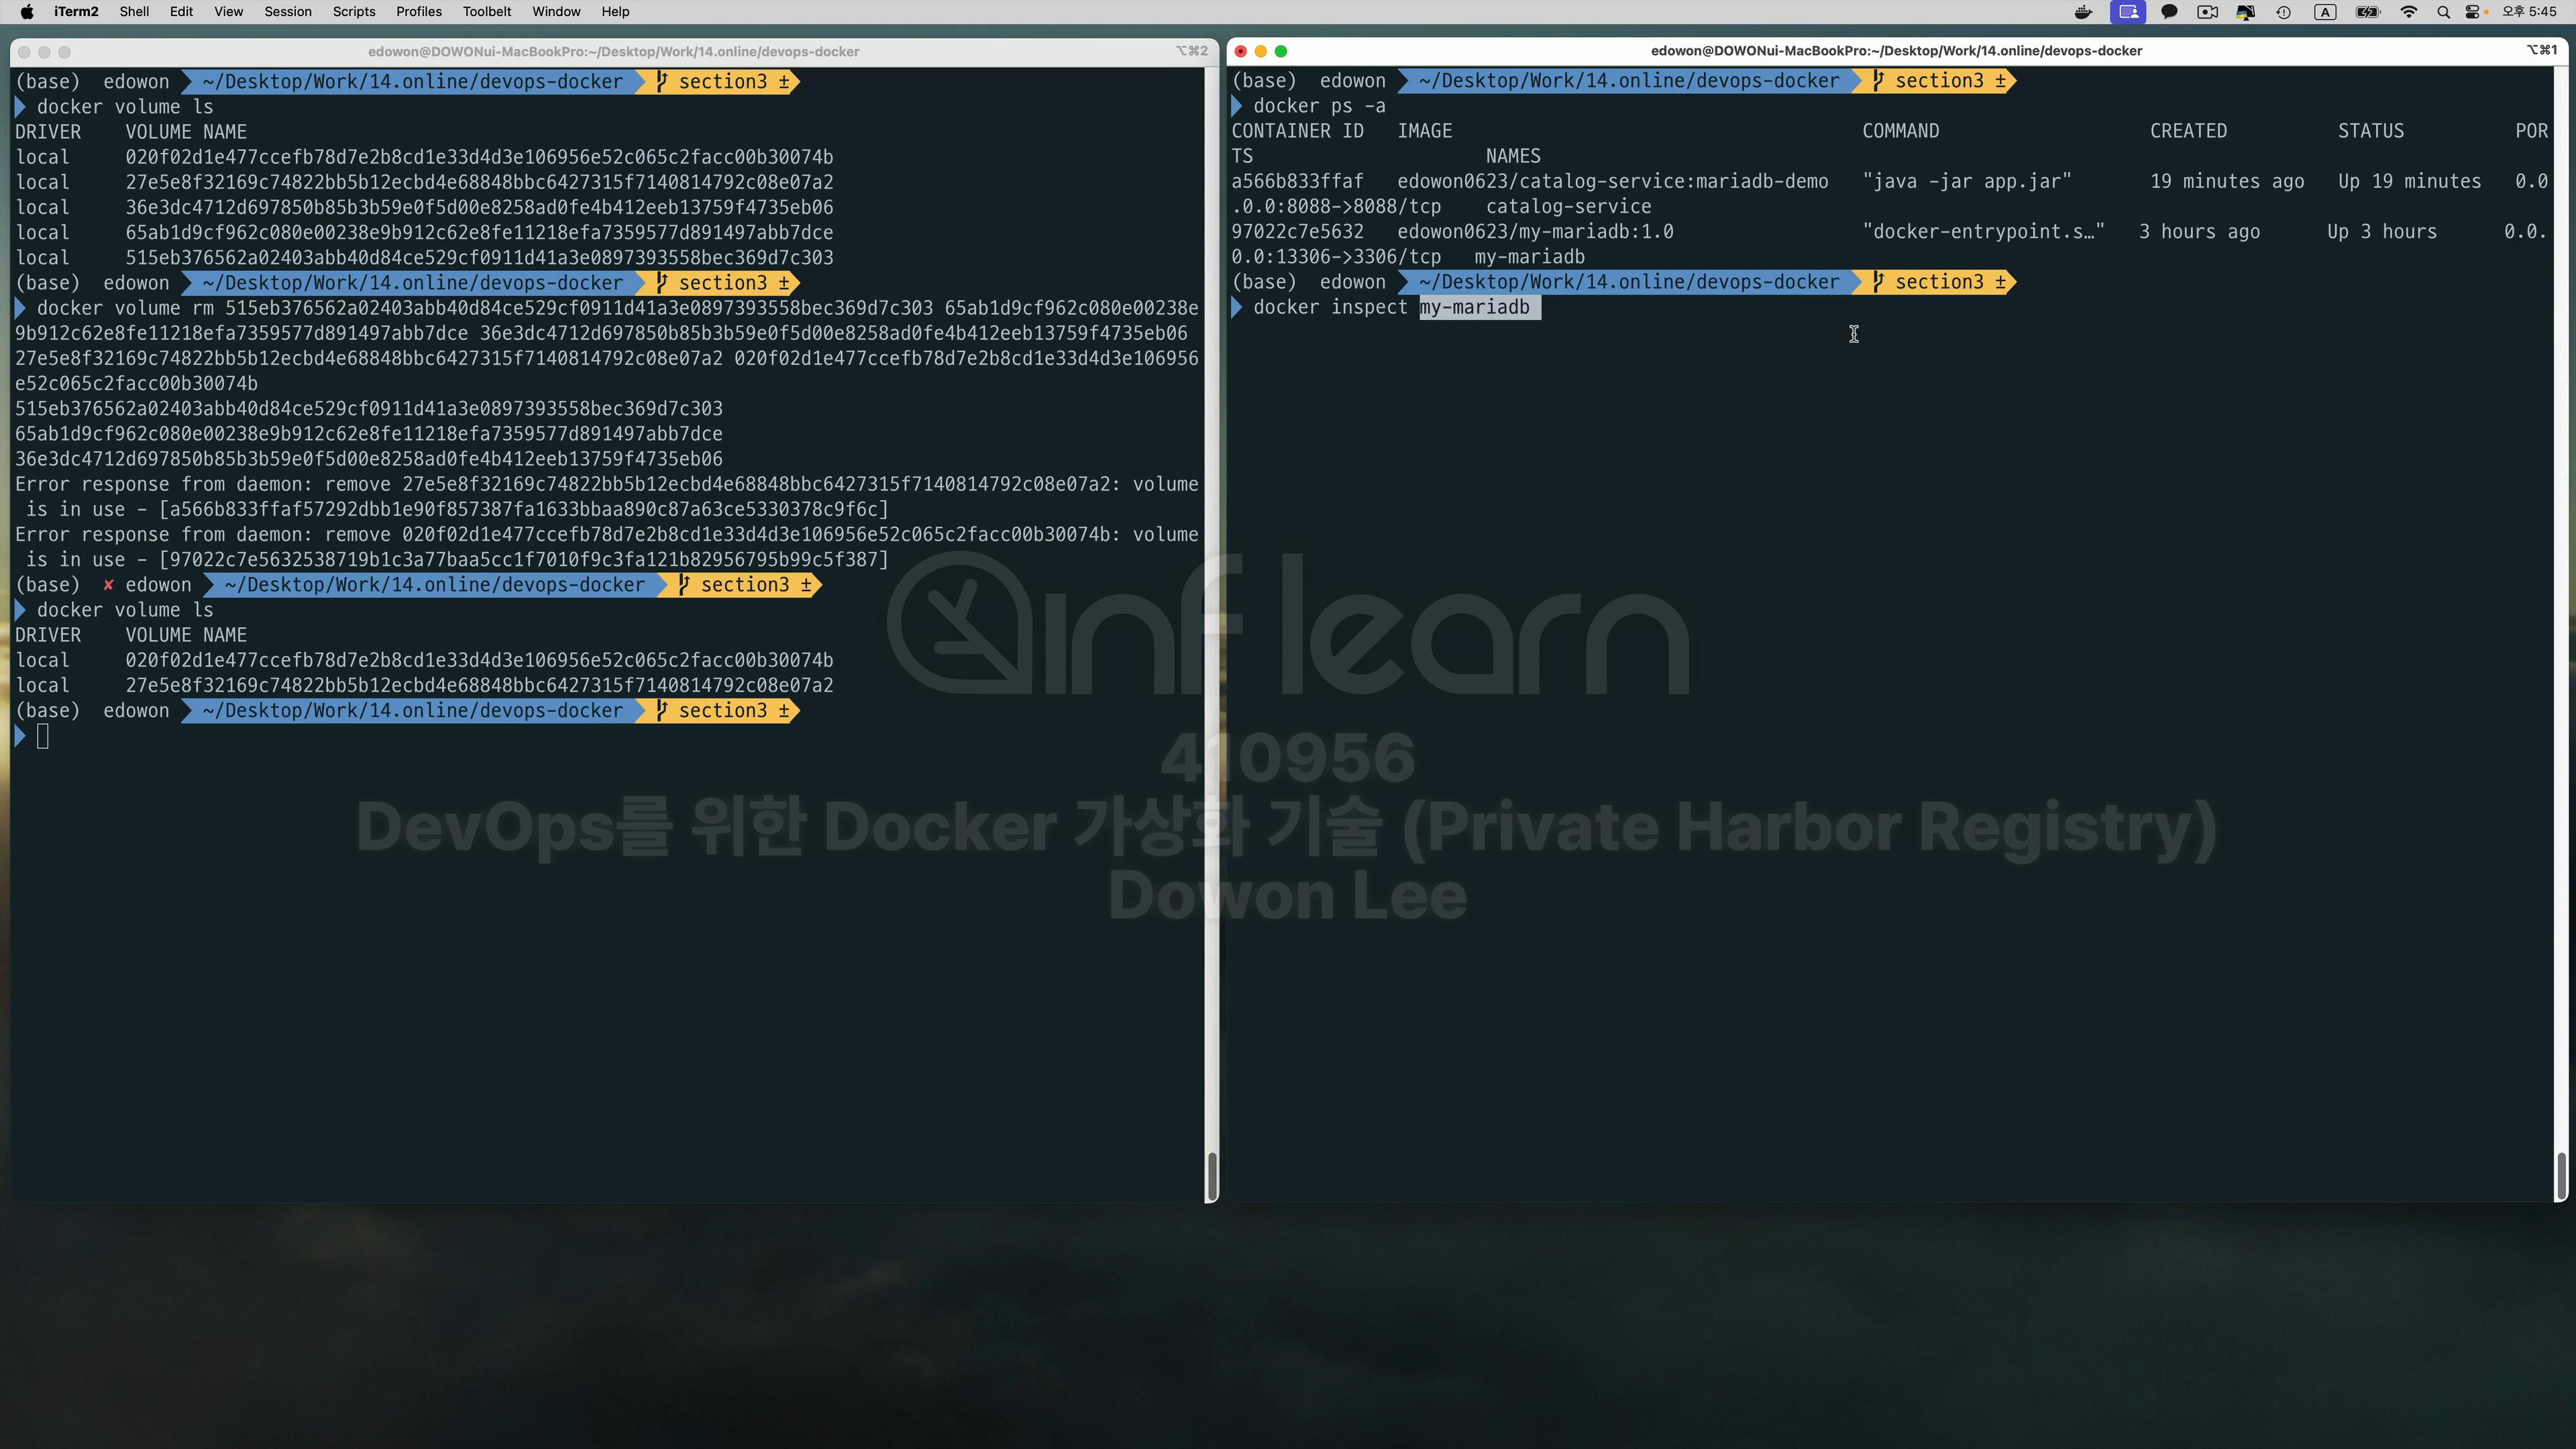 iTerm2 Shell Edit View Session Scripts Profiles Toolbelt Window Help
A 오후 5:45
edowon@DOWONui-MacBookPro:~/Desktop/Work/14.online/devops-docker ⌥⌘2
(base) edowon ~/Desktop/Work/14.online/devops-docker section3 ±
docker volume ls
DRIVER VOLUME NAME
local 020f02d1e477ccefb78d7e2b8cd1e33d4d3e106956e52c065c2facc00b30074b
local 27e5e8f32169c74822bb5b12ecbd4e68848bbc6427315f7140814792c08e07a2
local 36e3dc4712d697850b85b3b59e0f5d00e8258ad0fe4b412eeb13759f4735eb06
local 65ab1d9cf962c080e00238e9b912c62e8fe11218efa7359577d891497abb7dce
local 515eb376562a02403abb40d84ce529cf0911d41a3e0897393558bec369d7c303
(base) edowon ~/Desktop/Work/14.online/devops-docker section3 ±
docker volume rm 515eb376562a02403abb40d84ce529cf0911d41a3e0897393558bec369d7c303 65ab1d9cf962c080e00238e
9b912c62e8fe11218efa7359577d891497abb7dce 36e3dc4712d697850b85b3b59e0f5d00e8258ad0fe4b412eeb13759f4735eb06
27e5e8f32169c74822bb5b12ecbd4e68848bbc6427315f7140814792c08e07a2 020f02d1e477ccefb78d7e2b8cd1e33d4d3e106956
e52c065c2facc00b30074b
515eb376562a02403abb40d84ce529cf0911d41a3e0897393558bec369d7c303
65ab1d9cf962c080e00238e9b912c62e8fe11218efa7359577d891497abb7dce
36e3dc4712d697850b85b3b59e0f5d00e8258ad0fe4b412eeb13759f4735eb06
Error response from daemon: remove 27e5e8f32169c74822bb5b12ecbd4e68848bbc6427315f7140814792c08e07a2: volume
is in use - [a566b833ffaf57292dbb1e90f857387fa1633bbaa890c87a63ce5330378c9f6c]
Error response from daemon: remove 020f02d1e477ccefb78d7e2b8cd1e33d4d3e106956e52c065c2facc00b30074b: volume
is in use - [97022c7e5632538719b1c3a77baa5cc1f7010f9c3fa121b82956795b99c5f387]
(base) ✘ edowon ~/Desktop/Work/14.online/devops-docker section3 ±
docker volume ls
DRIVER VOLUME NAME
local 020f02d1e477ccefb78d7e2b8cd1e33d4d3e106956e52c065c2facc00b30074b
local 27e5e8f32169c74822bb5b12ecbd4e68848bbc6427315f7140814792c08e07a2
(base) edowon ~/Desktop/Work/14.online/devops-docker section3 ±
edowon@DOWONui-MacBookPro:~/Desktop/Work/14.online/devops-docker ⌥⌘1
(base) edowon ~/Desktop/Work/14.online/devops-docker section3 ±
docker ps -a
CONTAINER ID IMAGE COMMAND CREATED STATUS POR
TS NAMES
a566b833ffaf edowon0623/catalog-service:mariadb-demo "java -jar app.jar" 19 minutes ago Up 19 minutes 0.0
.0.0:8088->8088/tcp catalog-service
97022c7e5632 edowon0623/my-mariadb:1.0 "docker-entrypoint.s…" 3 hours ago Up 3 hours 0.0.
0.0:13306->3306/tcp my-mariadb
(base) edowon ~/Desktop/Work/14.online/devops-docker section3 ±
docker inspect my-mariadb
inflearn
410956
DevOps를 위한 Docker 가상화 기술 (Private Harbor Registry)
Dowon Lee